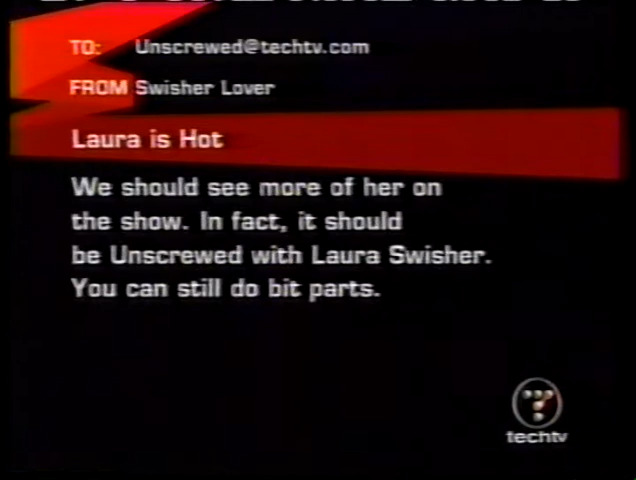 TO: Unscrewed@techtv.com
FROM Swisher Lover
Laura is Hot
We should see more of her on
the show. In fact, it should
be Unscrewed with Laura Swisher.
You can still do bit parts.
techtv